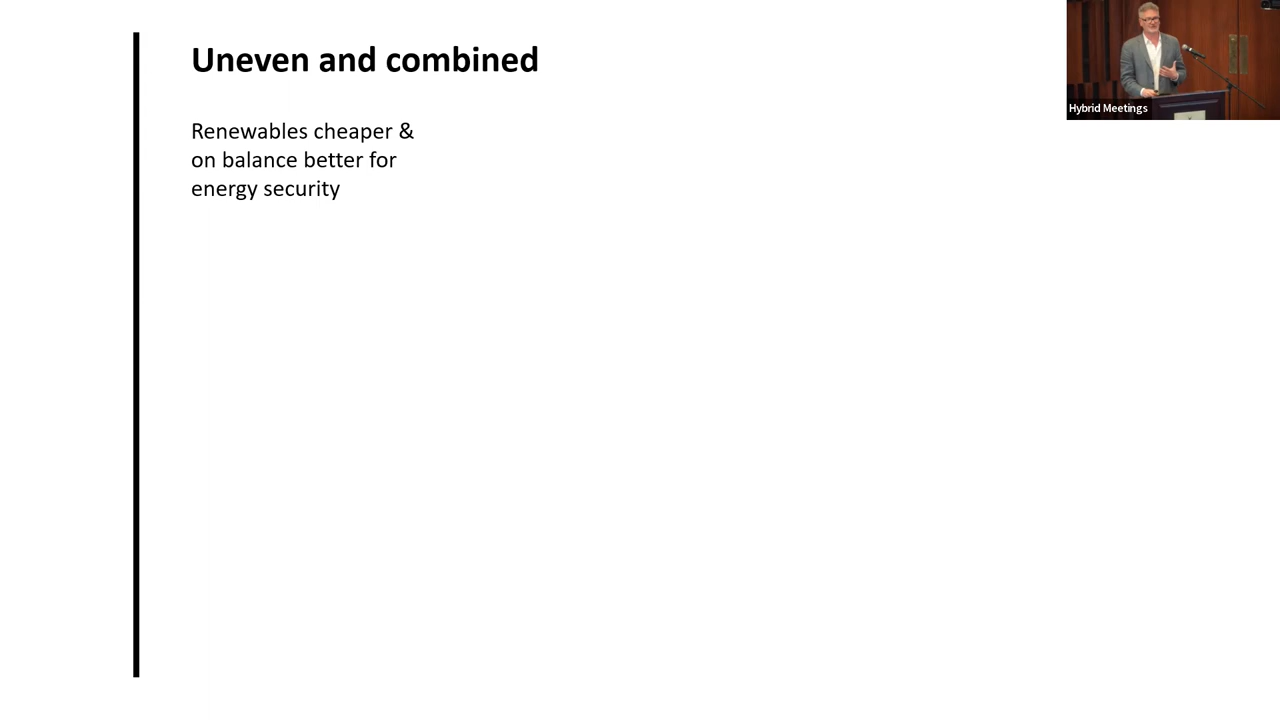 Uneven and combined
Renewables cheaper &
on balance better for
energy security
Hybrid Meetings